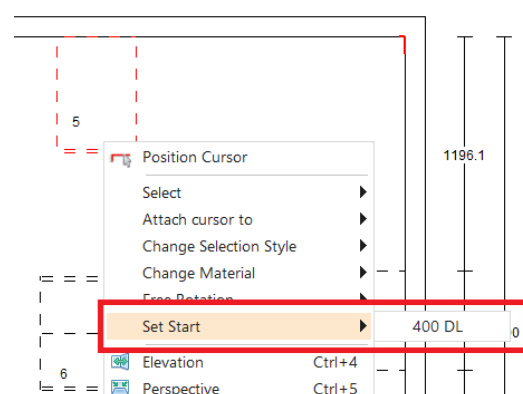 5
Position Cursor
1196.1
Select
Attach cursor to
Change Selection Style
Change Material
Free Rotation
Set Start
400 DL
0
Elevation Ctrl+4
6
Perspective Ctrl+5